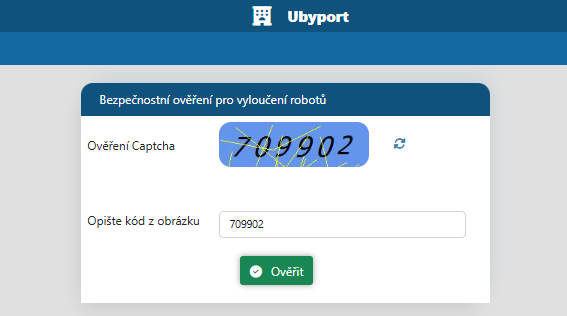 Ubyport
Bezpečnostní ověření pro vyloučení robotů
Ověření Captcha
709902
Opište kód z obrázku
709902
Ověřit